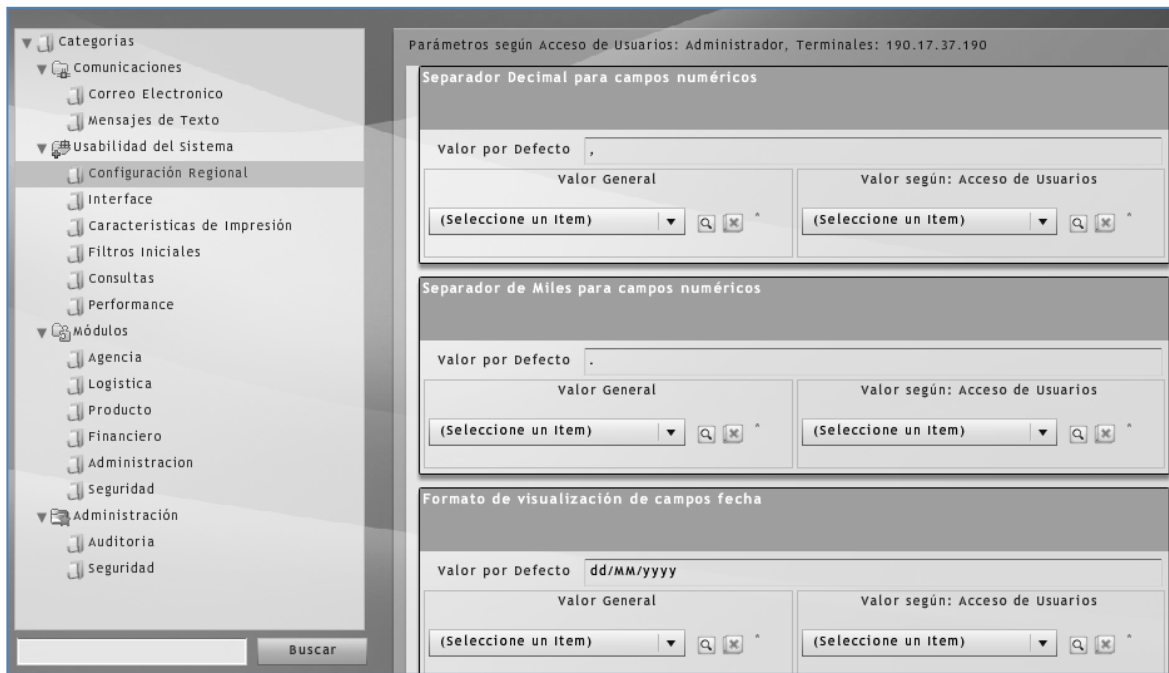 Categorías
Comunicaciones
Correo Electronico
Mensajes de Texto
Usabilidad del Sistema
Configuración Regional
Interface
Caracteristicas de Impresión
Filtros Iniciales
Consultas
Performance
Módulos
Agencia
Logistica
Producto
Financiero
Administracion
Seguridad
Administración
Auditoria
Seguridad
Buscar
Parámetros según Acceso de Usuarios: Administrador, Terminales: 190.17.37.190
Separador Decimal para campos numéricos
Valor por Defecto ,
Valor General Valor según: Acceso de Usuarios
(Seleccione un Item) * (Seleccione un Item) *
Separador de Miles para campos numéricos
Valor por Defecto .
Valor General Valor según: Acceso de Usuarios
(Seleccione un Item) * (Seleccione un Item) *
Formato de visualización de campos fecha
Valor por Defecto dd/MM/yyyy
Valor General Valor según: Acceso de Usuarios
(Seleccione un Item) * (Seleccione un Item) *